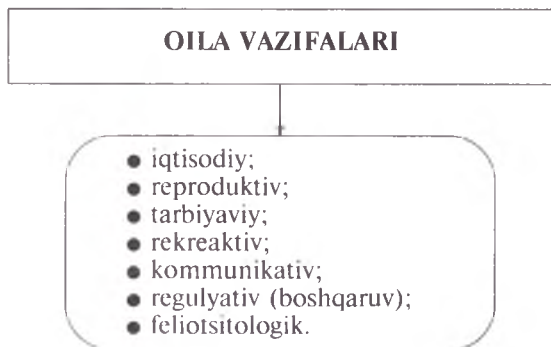 OILA VAZIFALARI
● iqtisodiy;
● reproduktiv;
● tarbiyaviy;
● rekreaktiv;
● kommunikativ;
● regulyativ (boshqaruv);
● feliotsitologik.